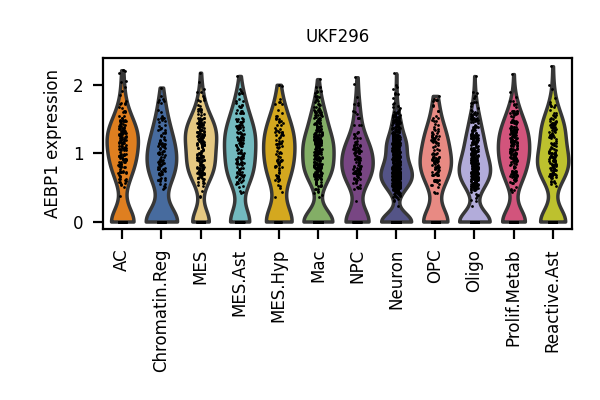 UKF296
AEBP1 expression
2
1
0
AC
Chromatin.Reg
MES
MES.Ast
MES.Hyp
Mac
NPC
Neuron
OPC
Oligo
Prolif.Metab
Reactive.Ast